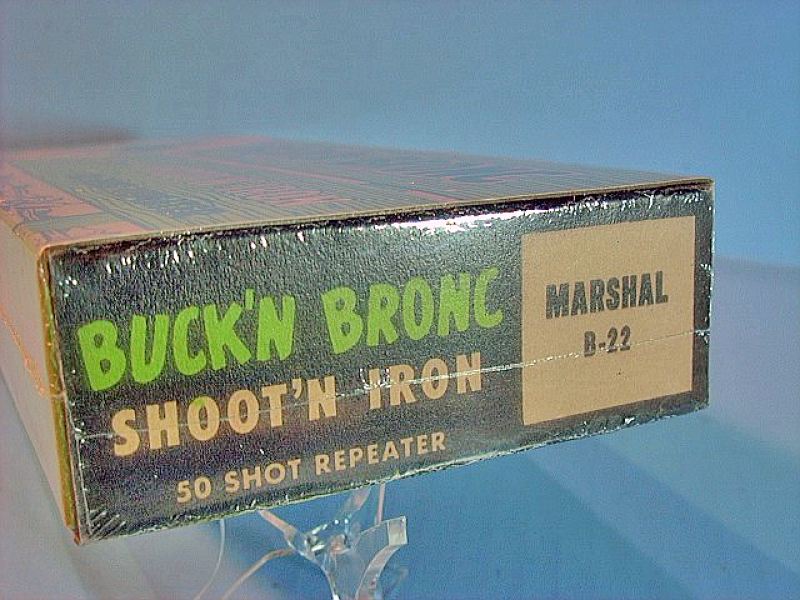 BUCK'N BRONC
SHOOT'N IRON
50 SHOT REPEATER
MARSHAL
B-22